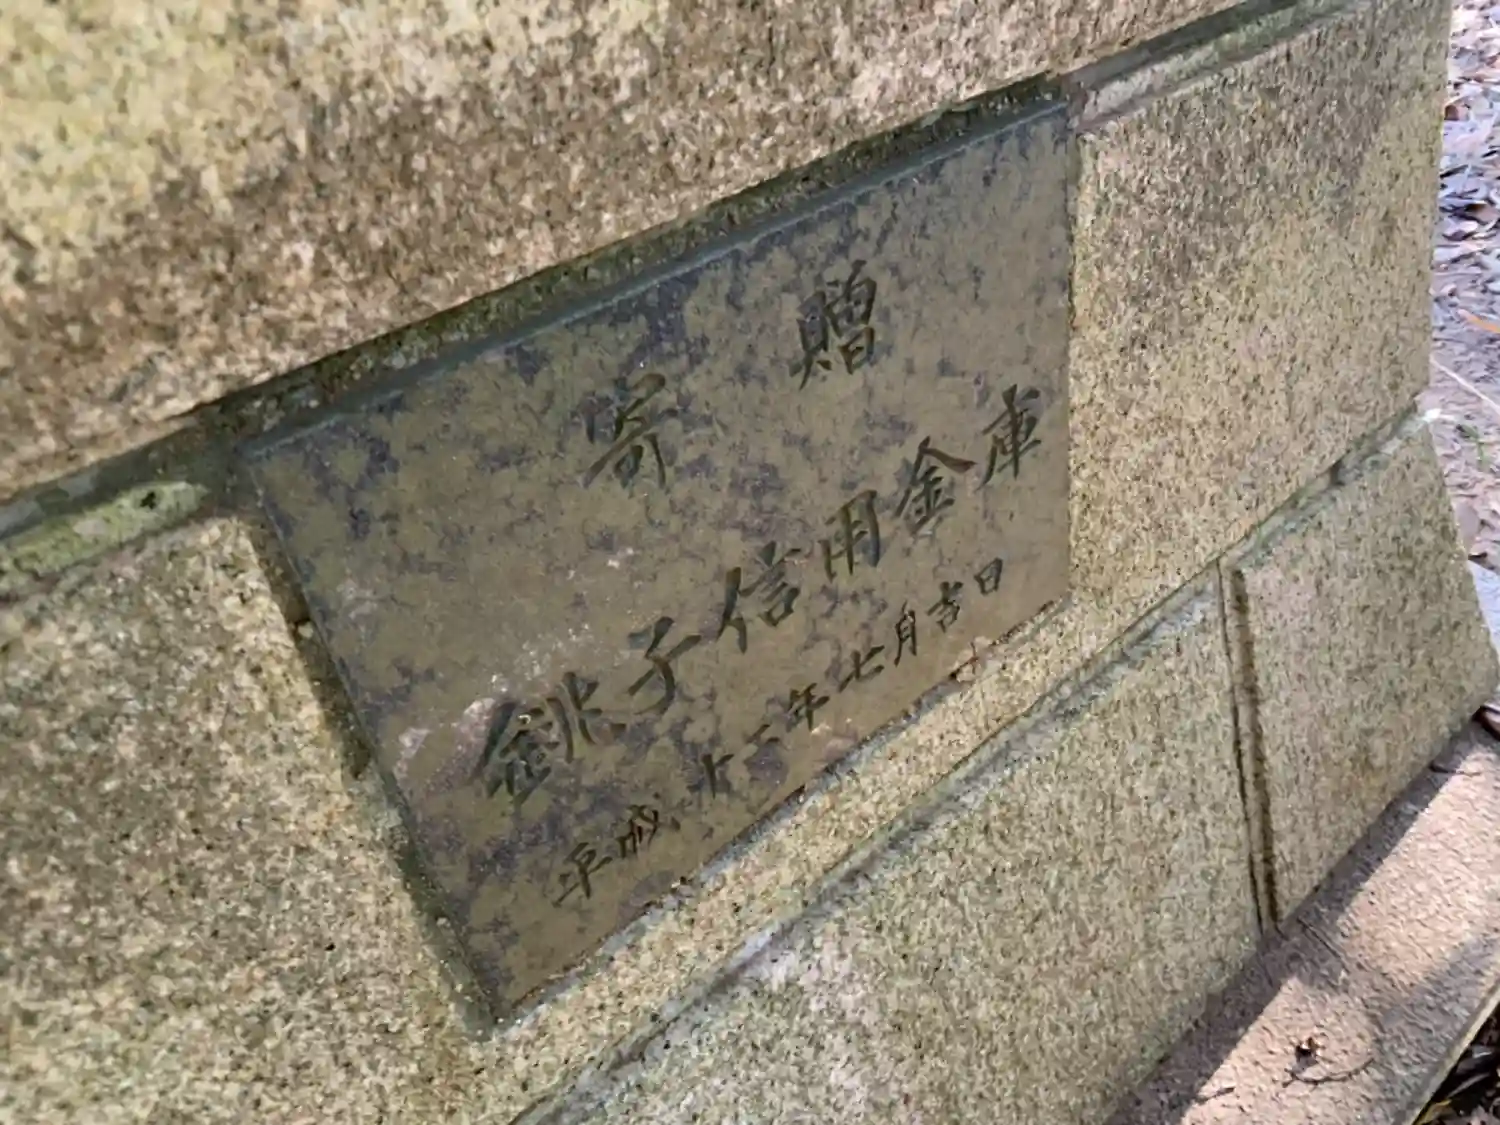 寄贈
銚子信用金庫
平成十二年七月吉日